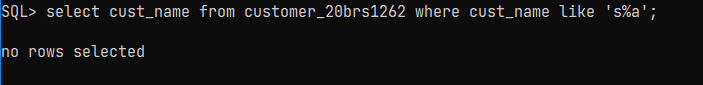 SQL> select cust_name from customer_20brs1262 where cust_name like 's%a';
no rows selected